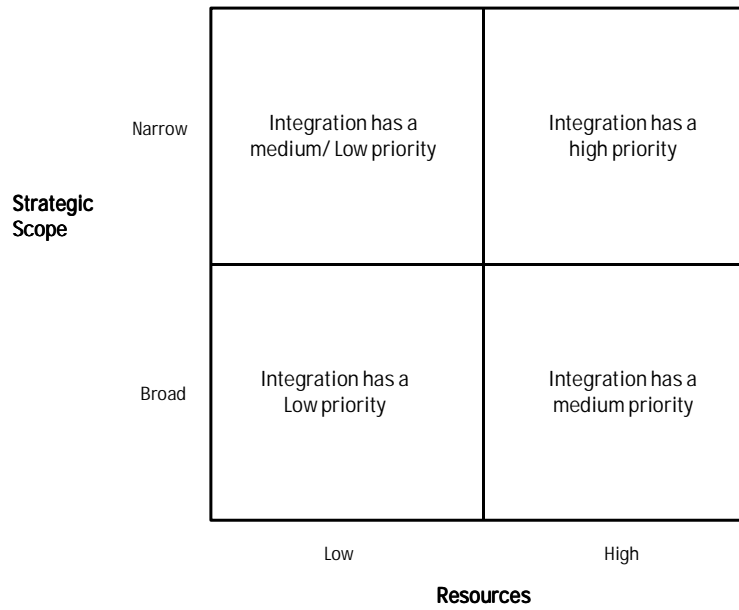 Narrow
Integration has a
medium/ Low priority
Integration has a
high priority
Strategic
Scope
Broad
Integration has a
Low priority
Integration has a
medium priority
Low
High
Resources